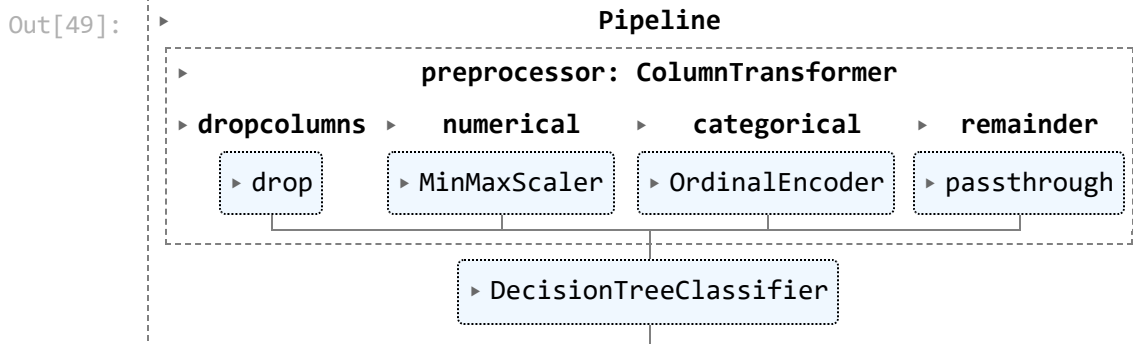 Out[49]:
Pipeline
preprocessor: ColumnTransformer
dropcolumns numerical categorical remainder
drop MinMaxScaler OrdinalEncoder passthrough
DecisionTreeClassifier